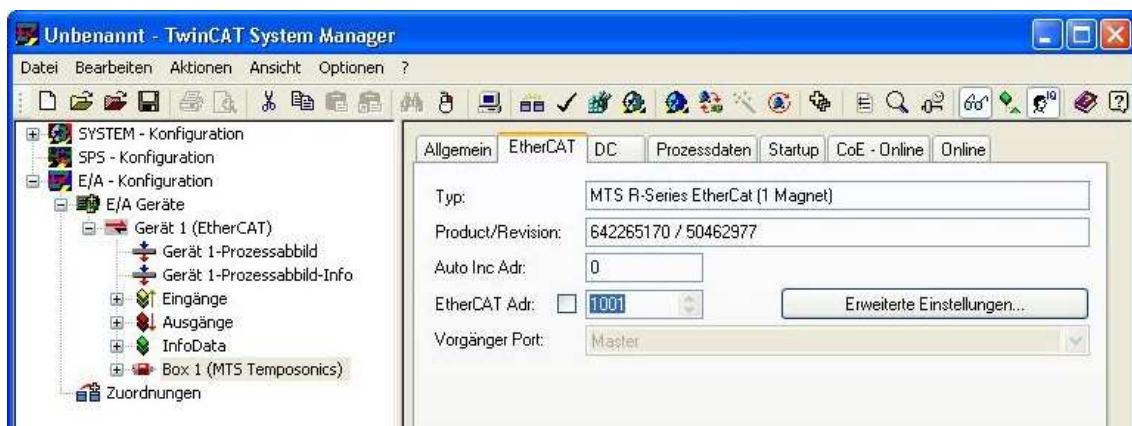 Unbenannt - TwinCAT System Manager
Datei Bearbeiten Aktionen Ansicht Optionen ?
SYSTEM - Konfiguration
SPS - Konfiguration
E/A - Konfiguration
E/A Geräte
Gerät 1 (EtherCAT)
Gerät 1-Prozessabbild
Gerät 1-Prozessabbild-Info
Eingänge
Ausgänge
InfoData
Box 1 (MTS Temposonics)
Zuordnungen
Allgemein EtherCAT DC Prozessdaten Startup CoE - Online Online
Typ: MTS R-Series EtherCat (1 Magnet)
Product/Revision: 642265170 / 50462977
Auto Inc Adr: 0
EtherCAT Adr: 1001 Erweiterte Einstellungen...
Vorgänger Port: Master